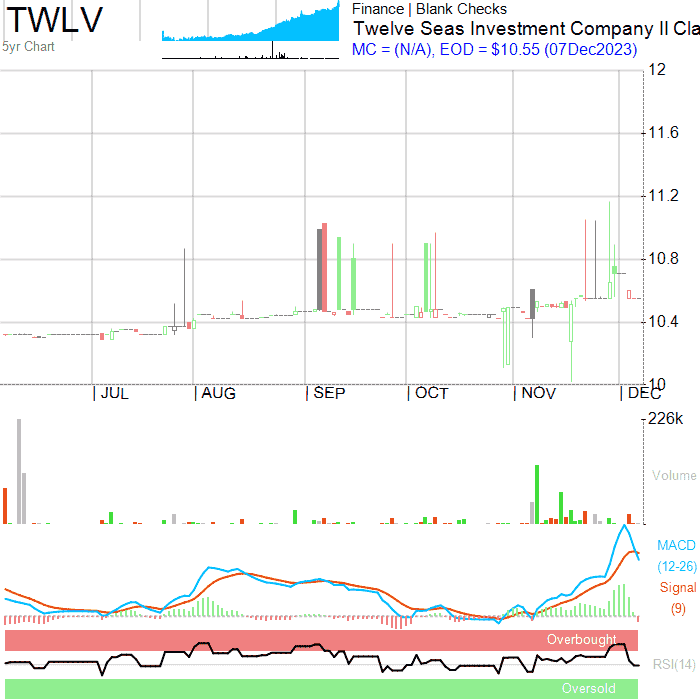 TWLV
5yr Chart
Finance | Blank Checks
Twelve Seas Investment Company II Cla
MC = (N/A), EOD = $10.55 (07Dec2023)
12
11.6
11.2
10.8
10.4
10
JUL AUG SEP OCT NOV DEC
226k
Volume
MACD
(12-26)
Signal
(9)
Overbought
RSI(14)
Oversold